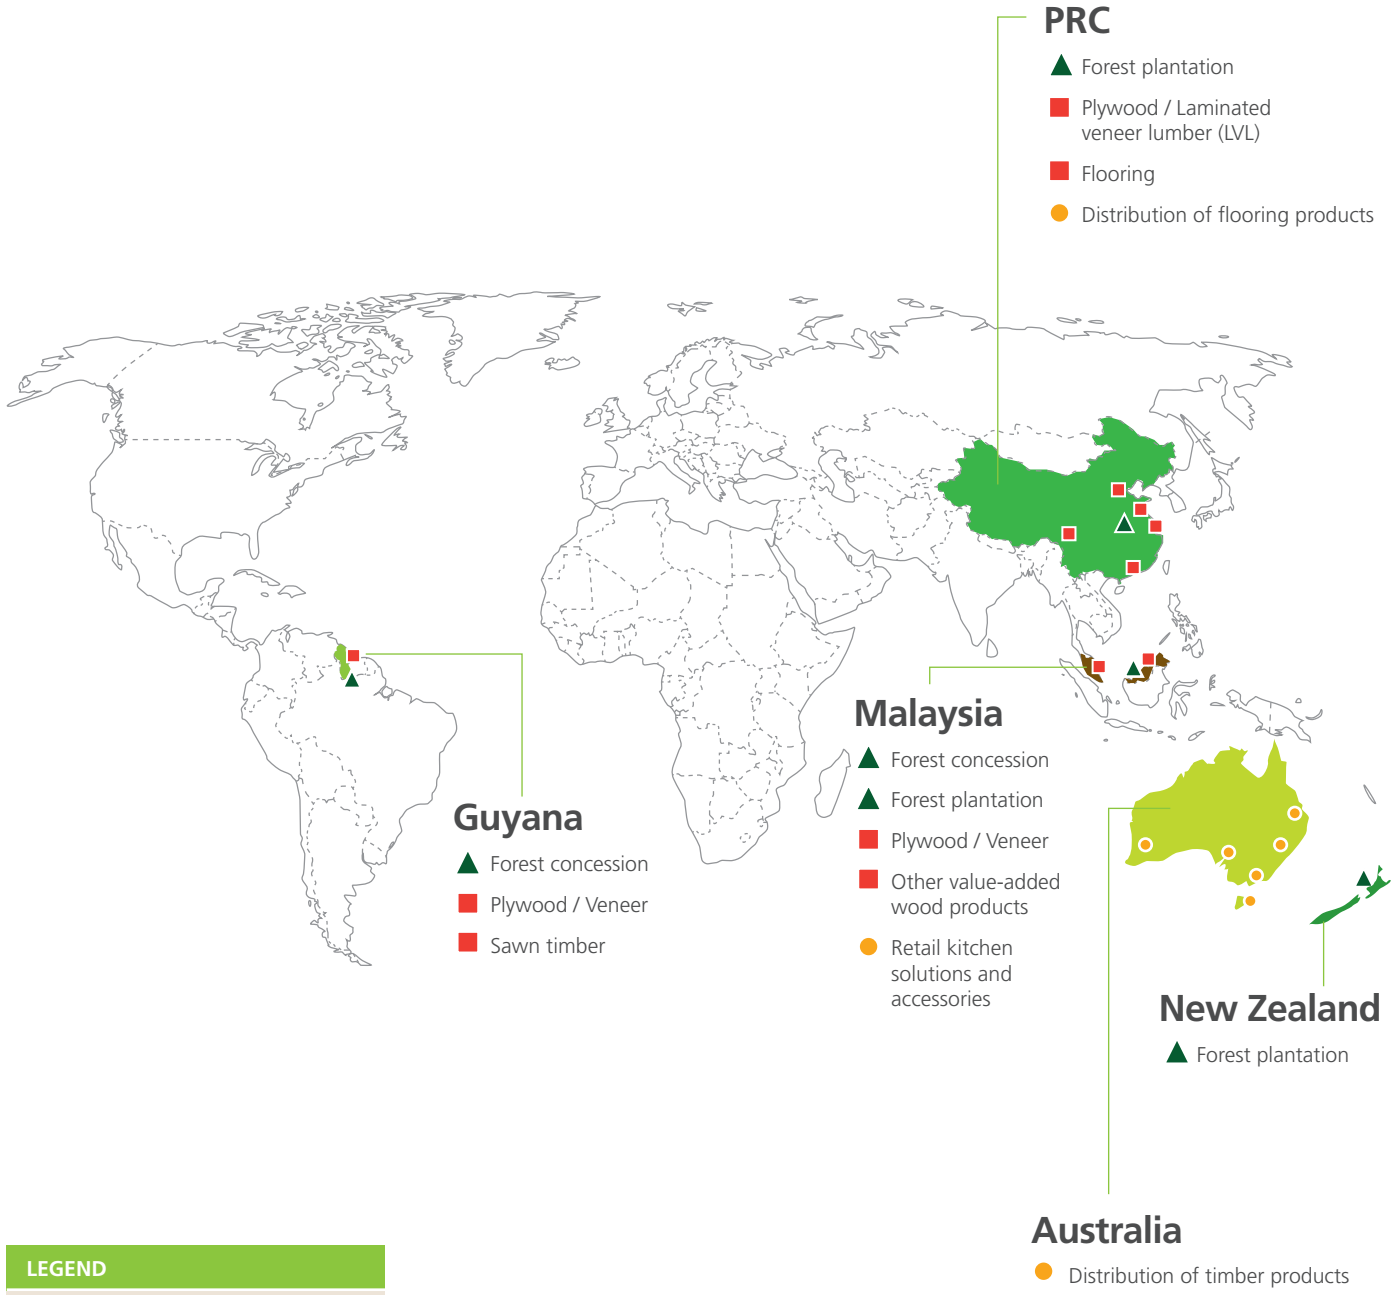 PRC
Forest plantation
Plywood / Laminated
veneer lumber (LVL)
Flooring
Distribution of flooring products
Guyana
Forest concession
Plywood / Veneer
Sawn timber
Malaysia
Forest concession
Forest plantation
Plywood / Veneer
Other value-added
wood products
Retail kitchen
solutions and
accessories
New Zealand
Forest plantation
Australia
Distribution of timber products
LEGEND